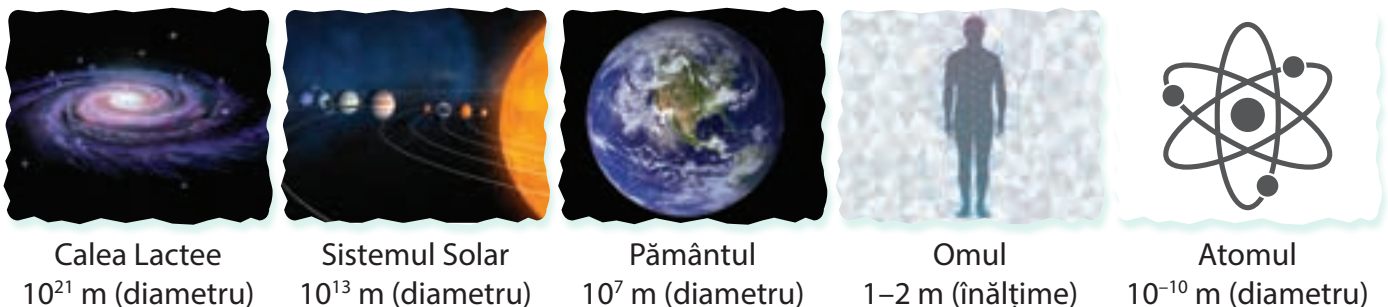 Calea Lactee
10²¹ m (diametru)
Sistemul Solar
10¹³ m (diametru)
Pământul
10⁷ m (diametru)
Omul
1–2 m (înălțime)
Atomul
10⁻¹⁰ m (diametru)